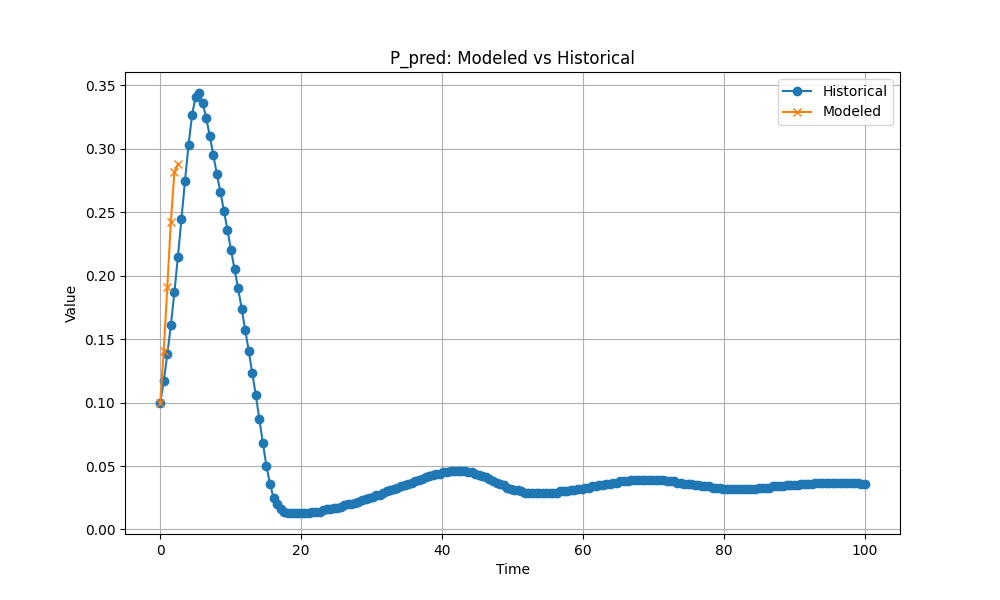 P_pred: Modeled vs Historical
Historical
Modeled
Value
0.35
0.30
0.25
0.20
0.15
0.10
0.05
0.00
0 20 40 60 80 100
Time